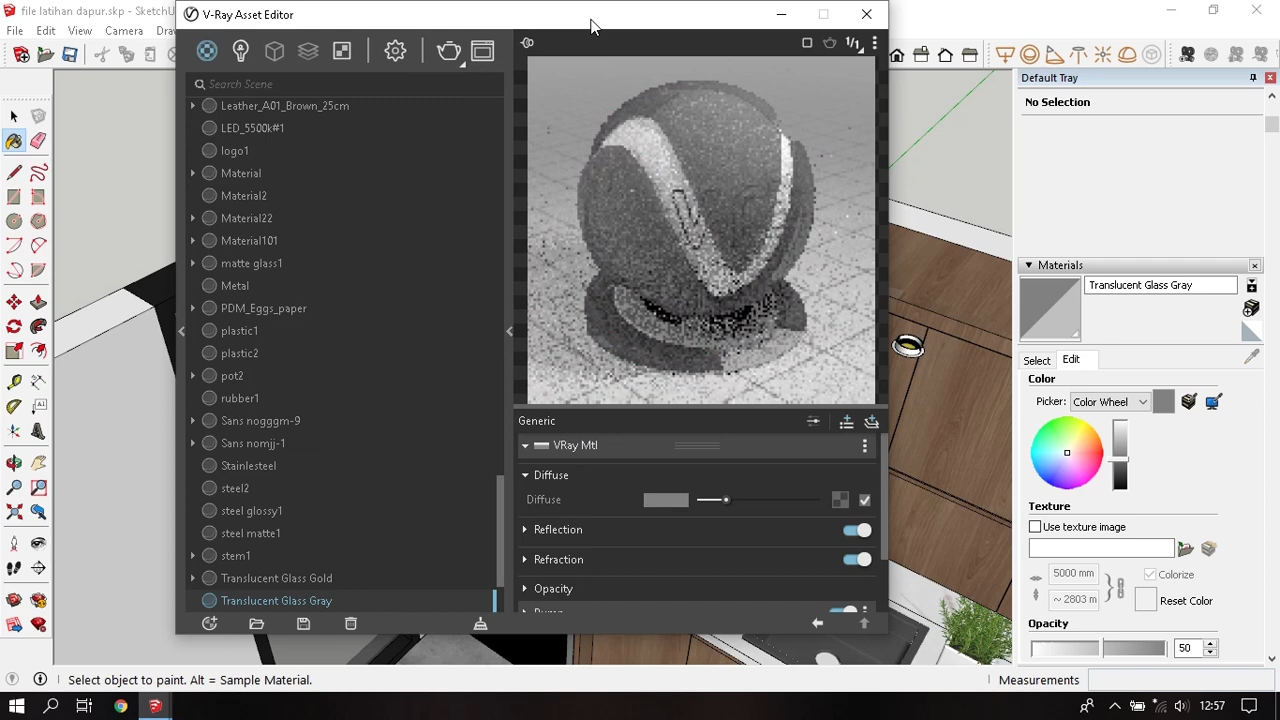 file latihan dapur.skp - SketchU
V-Ray Asset Editor
File
Edit
View
Camera
Default Tray
No Selection
Search Scene
Leather_A01_Brown_25cm
LED_5500k#1
logo1
Material
Material2
Material22
Material101
matte glass1
Metal
PDM_Eggs_paper
plastic1
plastic2
pot2
rubber1
Sans nogggm-9
Sans nomjj-1
Stainlesteel
steel2
steel glossy1
steel matte1
stem1
Translucent Glass Gold
Translucent Glass Gray
1/1
Generic
VRay Mtl
Diffuse
Diffuse
Reflection
Refraction
Opacity
Bump
Materials
Translucent Glass Gray
Select
Edit
Color
Picker:
Color Wheel
Texture
Use texture image
5000 mm
Colorize
~ 2803 m
Reset Color
Opacity
50
Select object to paint. Alt = Sample Material.
Measurements
12:57